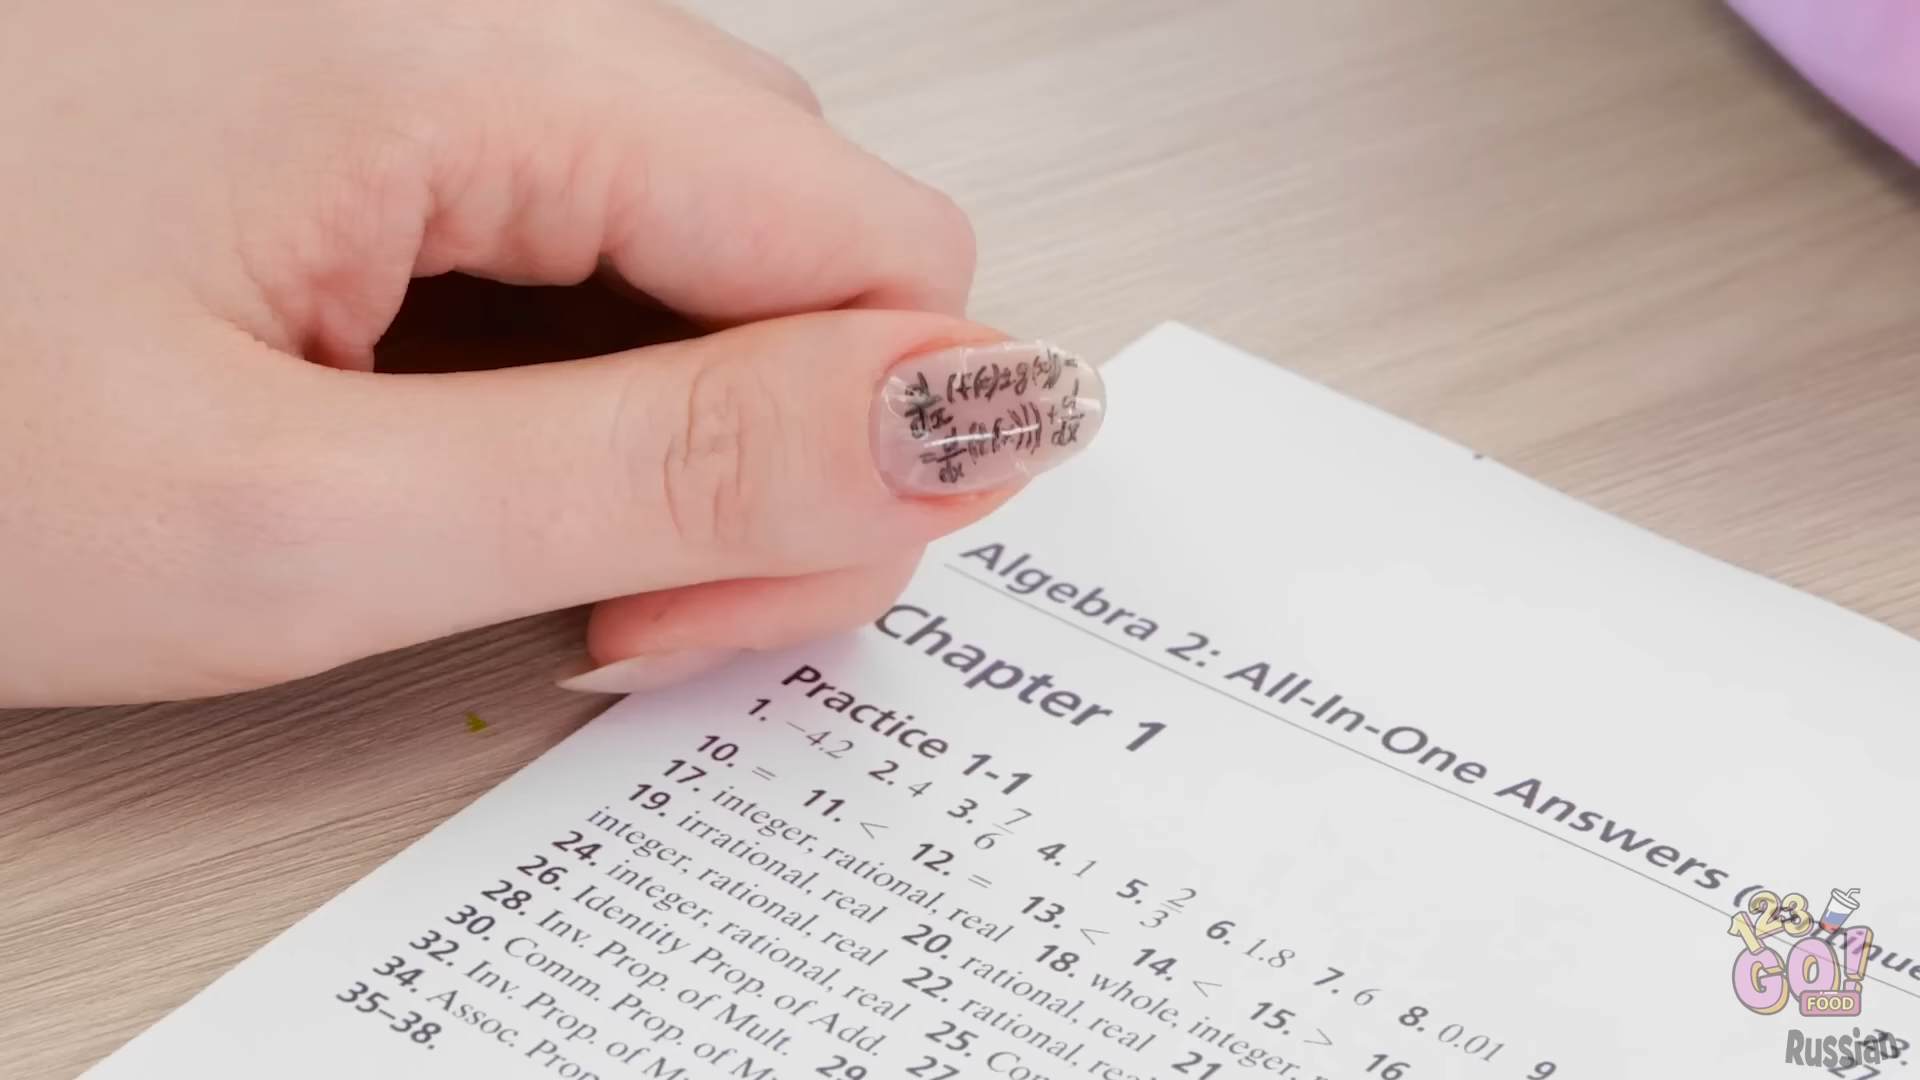 Algebra 2: All-In-One Answers
Chapter 1
Practice 1-1
1. −4.2 2. 4 3. 7/6 4. 1 5. 2/3 6. 1.8 7. 6 8. 0.01 9
10. = 11. < 12. = 13. < 14. < 15. > 16
17. integer, rational, real 18. whole, integer,
19. irrational, real 20. rational, real 21
integer, rational, real 22. rational,
24. integer, rational, real 25.
26. Identity Prop. of Add. 27
28. Inv. Prop. of Mult. 29
30. Comm. Prop. of
32. Inv. Prop. of
34. Assoc.
35–38.
123 GO!
FOOD
Russian